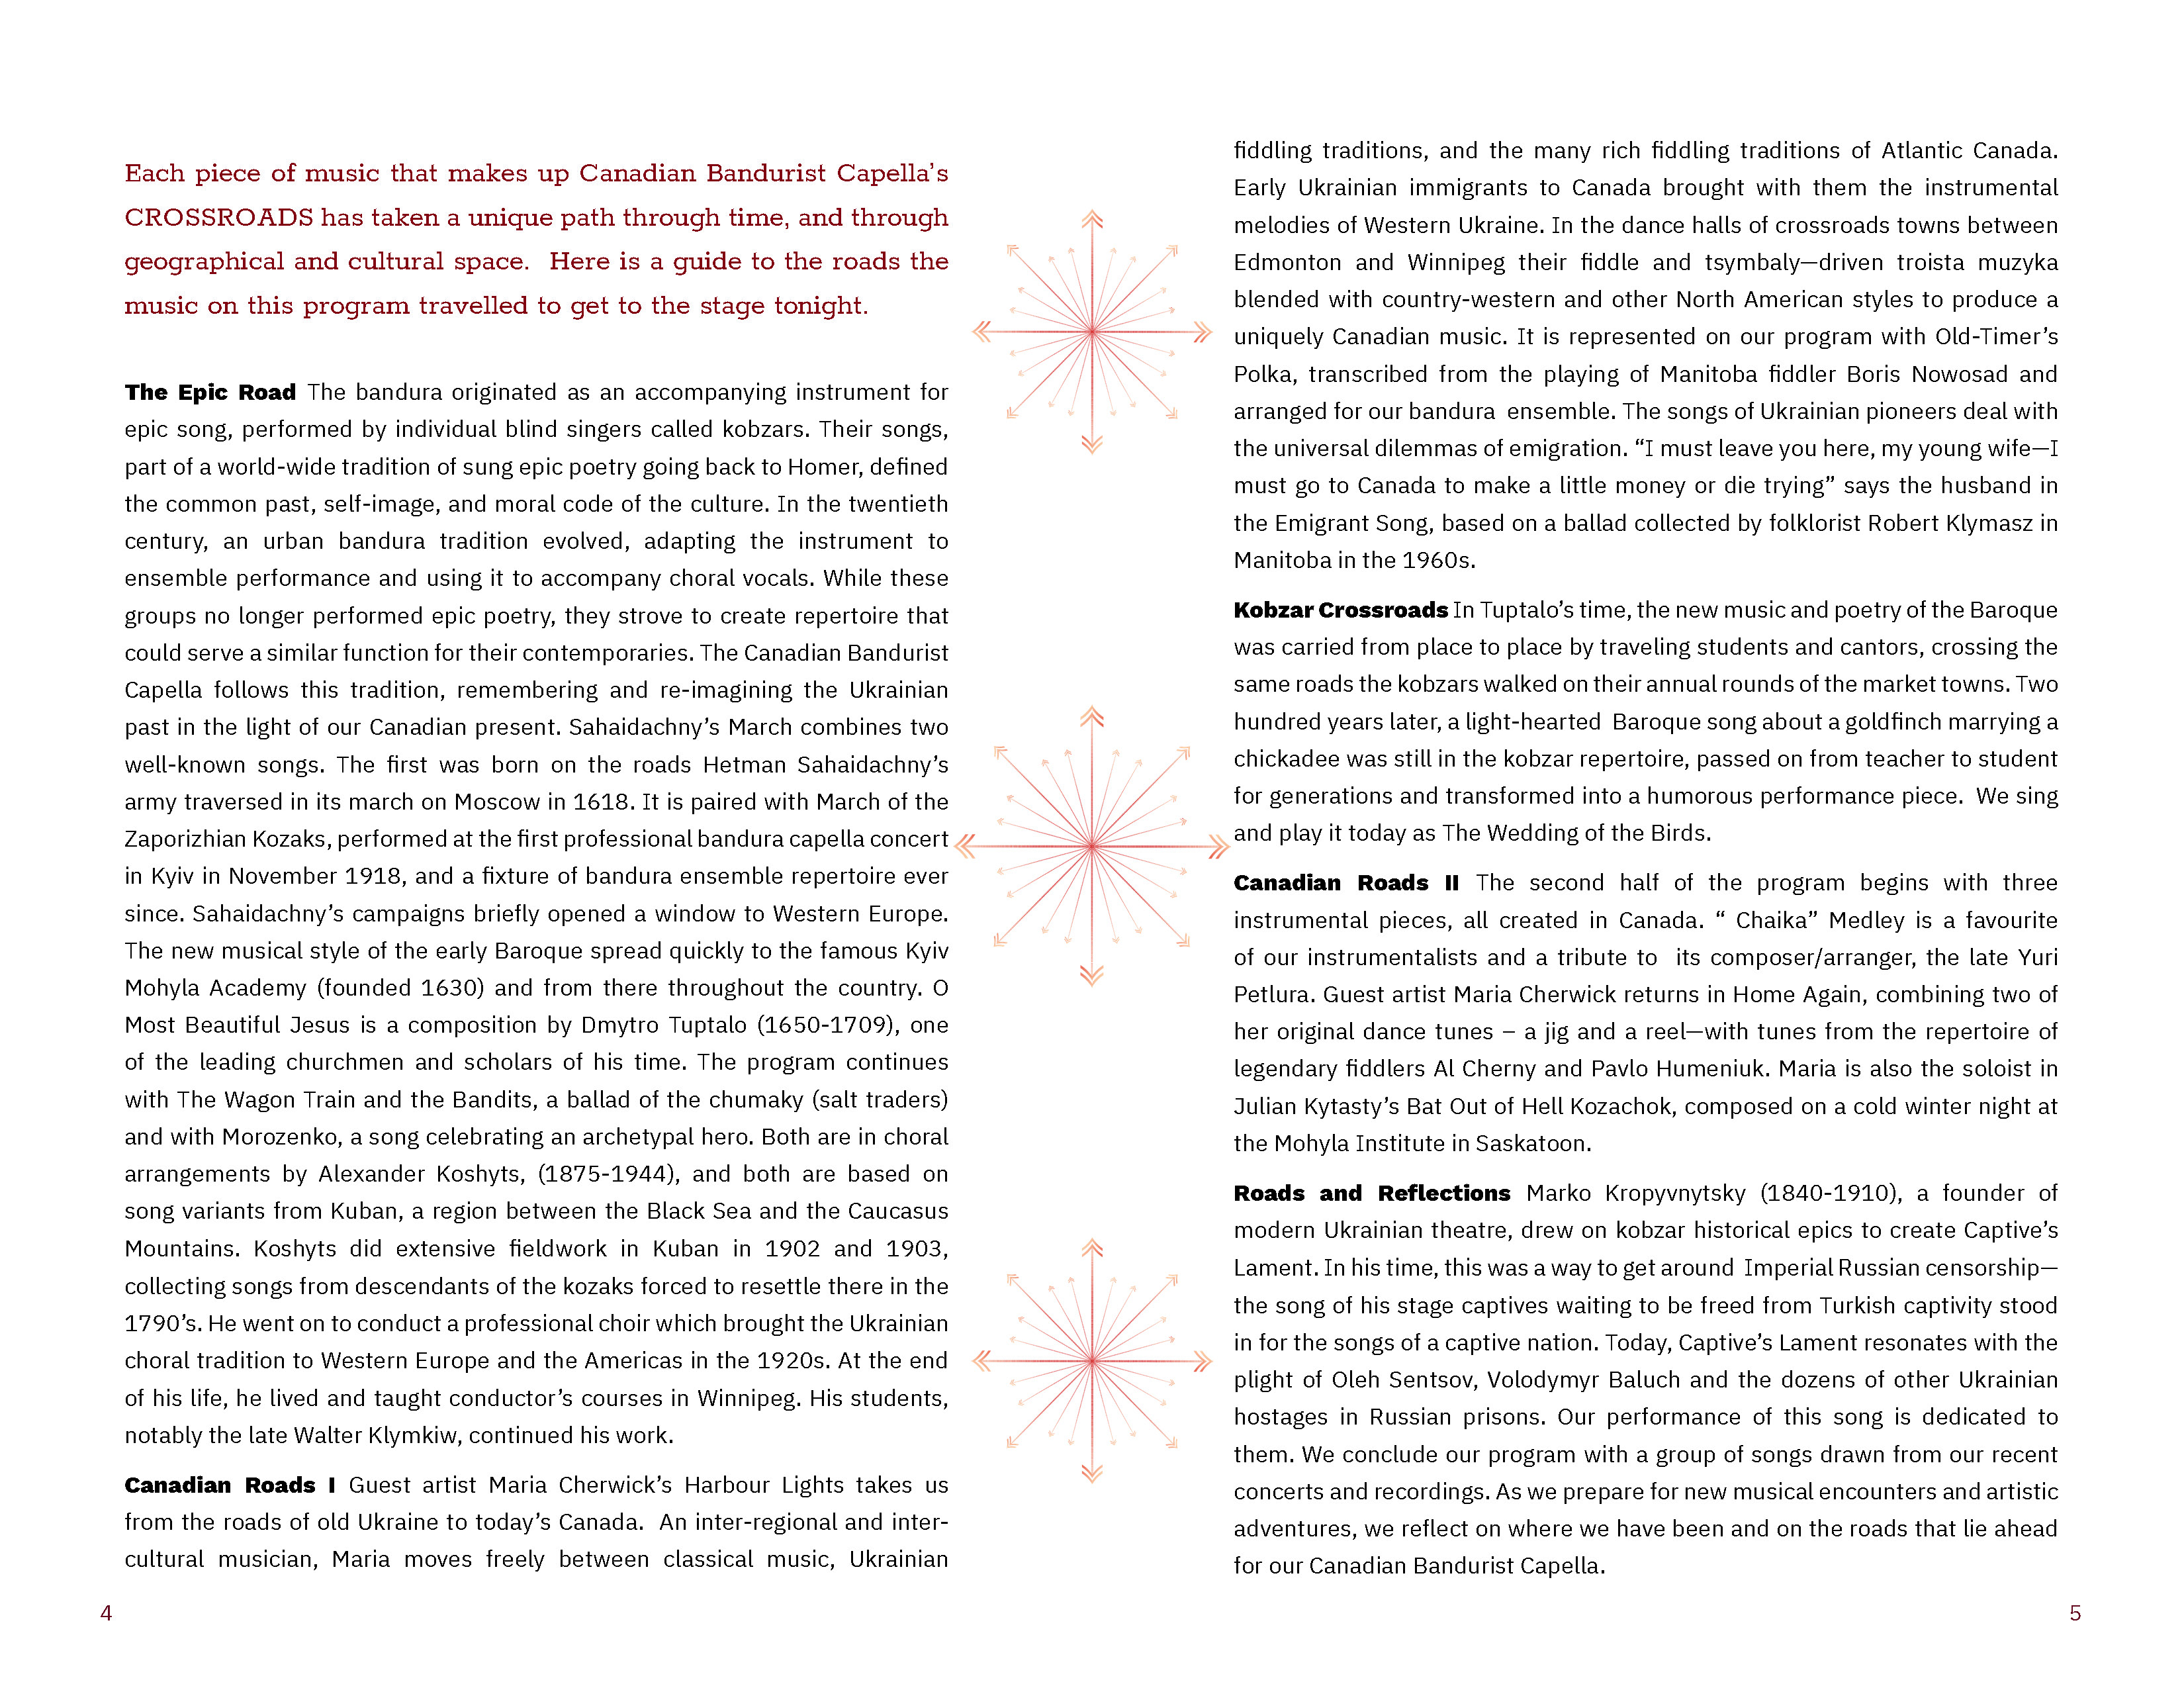 Each piece of music that makes up Canadian Bandurist Capella's
CROSSROADS has taken a unique path through time, and through
geographical and cultural space.  Here is a guide to the roads the
music on this program travelled to get to the stage tonight.
The Epic Road The bandura originated as an accompanying instrument for
epic song, performed by individual blind singers called kobzars. Their songs,
part of a world-wide tradition of sung epic poetry going back to Homer, defined
the common past, self-image, and moral code of the culture. In the twentieth
century, an urban bandura tradition evolved, adapting the instrument to
ensemble performance and using it to accompany choral vocals. While these
groups no longer performed epic poetry, they strove to create repertoire that
could serve a similar function for their contemporaries. The Canadian Bandurist
Capella follows this tradition, remembering and re-imagining the Ukrainian
past in the light of our Canadian present. Sahaidachny's March combines two
well-known songs. The first was born on the roads Hetman Sahaidachny's
army traversed in its march on Moscow in 1618. It is paired with March of the
Zaporizhian Kozaks, performed at the first professional bandura capella concert
in Kyiv in November 1918, and a fixture of bandura ensemble repertoire ever
since. Sahaidachny's campaigns briefly opened a window to Western Europe.
The new musical style of the early Baroque spread quickly to the famous Kyiv
Mohyla Academy (founded 1630) and from there throughout the country. O
Most Beautiful Jesus is a composition by Dmytro Tuptalo (1650-1709), one
of the leading churchmen and scholars of his time. The program continues
with The Wagon Train and the Bandits, a ballad of the chumaky (salt traders)
and with Morozenko, a song celebrating an archetypal hero. Both are in choral
arrangements by Alexander Koshyts, (1875-1944), and both are based on
song variants from Kuban, a region between the Black Sea and the Caucasus
Mountains. Koshyts did extensive fieldwork in Kuban in 1902 and 1903,
collecting songs from descendants of the kozaks forced to resettle there in the
1790's. He went on to conduct a professional choir which brought the Ukrainian
choral tradition to Western Europe and the Americas in the 1920s. At the end
of his life, he lived and taught conductor's courses in Winnipeg. His students,
notably the late Walter Klymkiw, continued his work.
Canadian Roads I Guest artist Maria Cherwick's Harbour Lights takes us
from the roads of old Ukraine to today's Canada.  An inter-regional and inter-
cultural musician, Maria moves freely between classical music, Ukrainian
4
fiddling traditions, and the many rich fiddling traditions of Atlantic Canada.
Early Ukrainian immigrants to Canada brought with them the instrumental
melodies of Western Ukraine. In the dance halls of crossroads towns between
Edmonton and Winnipeg their fiddle and tsymbaly—driven troista muzyka
blended with country-western and other North American styles to produce a
uniquely Canadian music. It is represented on our program with Old-Timer's
Polka, transcribed from the playing of Manitoba fiddler Boris Nowosad and
arranged for our bandura  ensemble. The songs of Ukrainian pioneers deal with
the universal dilemmas of emigration. “I must leave you here, my young wife—I
must go to Canada to make a little money or die trying” says the husband in
the Emigrant Song, based on a ballad collected by folklorist Robert Klymasz in
Manitoba in the 1960s.
Kobzar Crossroads In Tuptalo's time, the new music and poetry of the Baroque
was carried from place to place by traveling students and cantors, crossing the
same roads the kobzars walked on their annual rounds of the market towns. Two
hundred years later, a light-hearted  Baroque song about a goldfinch marrying a
chickadee was still in the kobzar repertoire, passed on from teacher to student
for generations and transformed into a humorous performance piece.  We sing
and play it today as The Wedding of the Birds.
Canadian Roads II The second half of the program begins with three
instrumental pieces, all created in Canada. “ Chaika” Medley is a favourite
of our instrumentalists and a tribute to  its composer/arranger, the late Yuri
Petlura. Guest artist Maria Cherwick returns in Home Again, combining two of
her original dance tunes – a jig and a reel—with tunes from the repertoire of
legendary fiddlers Al Cherny and Pavlo Humeniuk. Maria is also the soloist in
Julian Kytasty's Bat Out of Hell Kozachok, composed on a cold winter night at
the Mohyla Institute in Saskatoon.
Roads and Reflections Marko Kropyvnytsky (1840-1910), a founder of
modern Ukrainian theatre, drew on kobzar historical epics to create Captive's
Lament. In his time, this was a way to get around  Imperial Russian censorship—
the song of his stage captives waiting to be freed from Turkish captivity stood
in for the songs of a captive nation. Today, Captive's Lament resonates with the
plight of Oleh Sentsov, Volodymyr Baluch and the dozens of other Ukrainian
hostages in Russian prisons. Our performance of this song is dedicated to
them. We conclude our program with a group of songs drawn from our recent
concerts and recordings. As we prepare for new musical encounters and artistic
adventures, we reflect on where we have been and on the roads that lie ahead
for our Canadian Bandurist Capella.
5